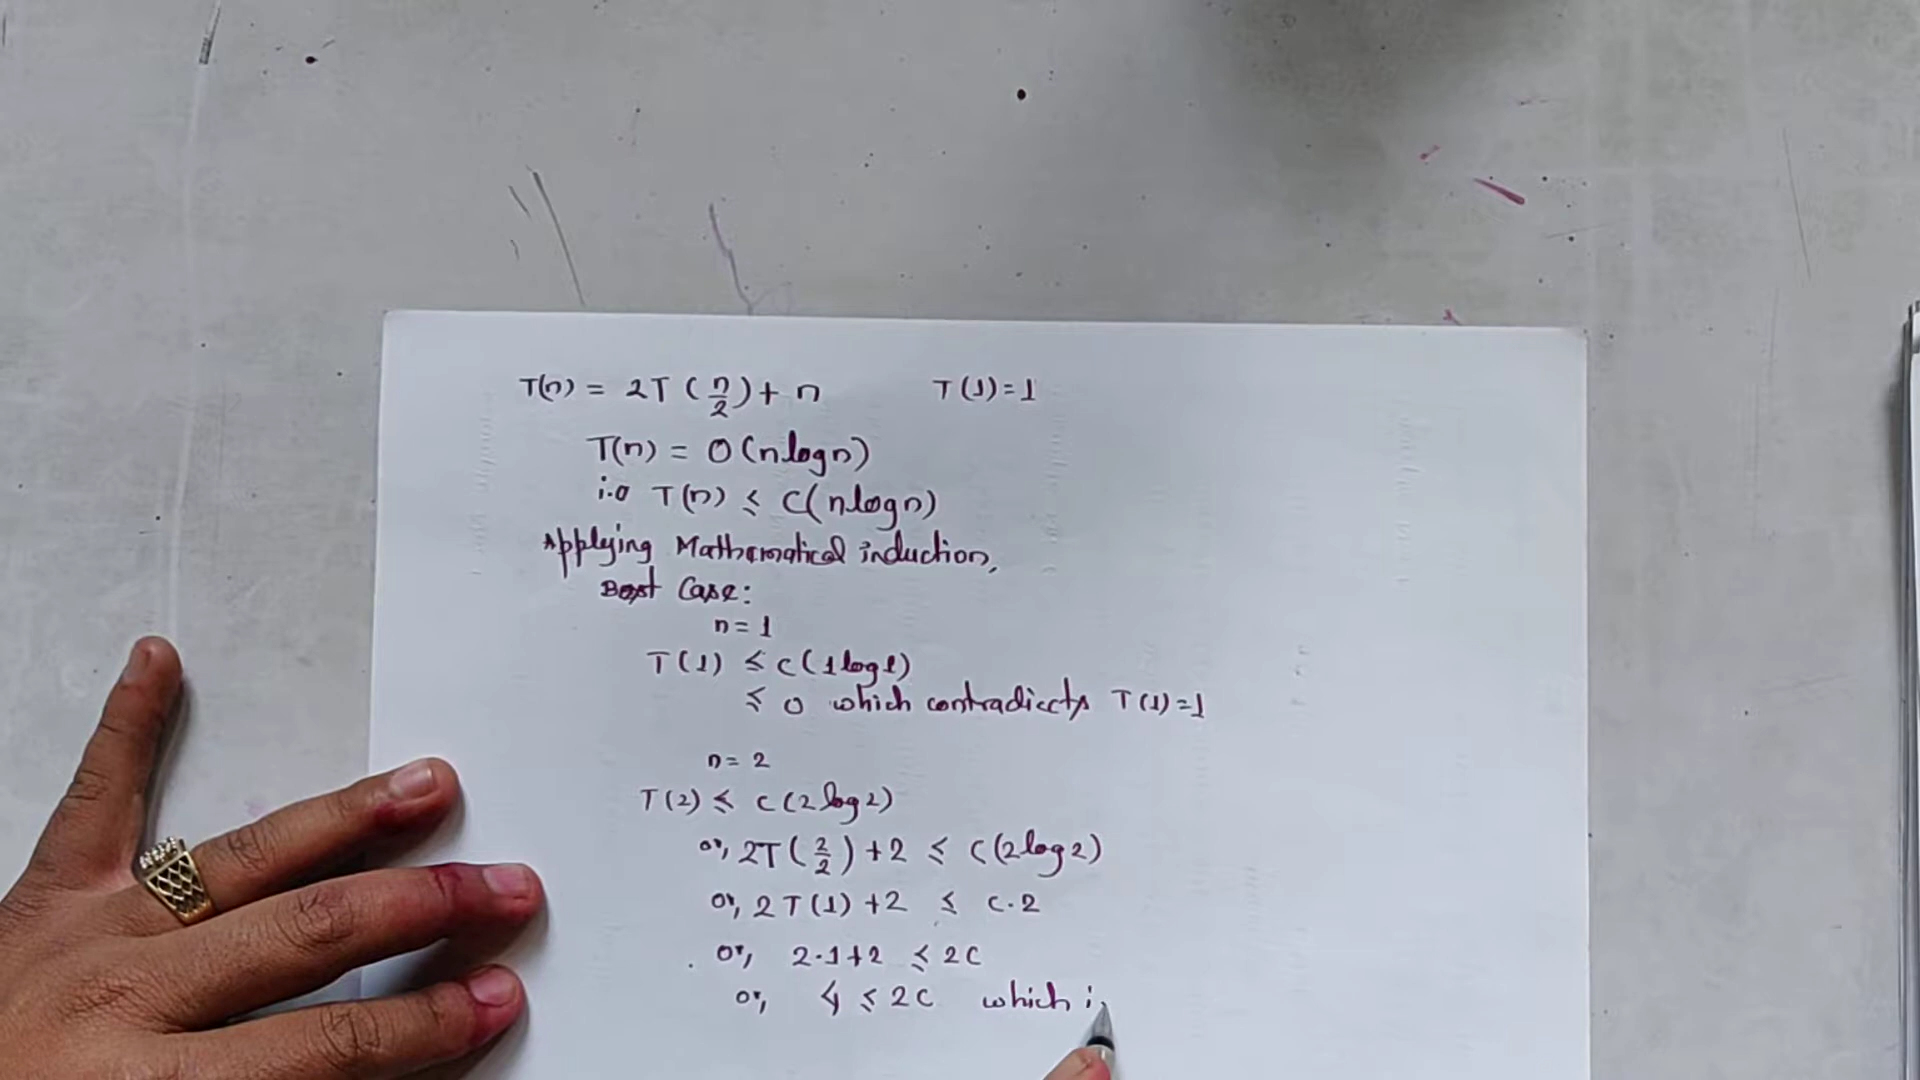 T(n) = 2T(n/2) + n T(1)=1
T(n) = O(nlogn)
i.e T(n) ≤ C(nlogn)
Applying Mathematical induction,
Best Case:
n = 1
T(1) ≤ c(1log1)
≤ 0 which contradicts T(1)=1
n = 2
T(2) ≤ c(2log2)
or, 2T(2/2)+2 ≤ c(2log2)
or, 2T(1)+2 ≤ c.2
or, 2.1+2 ≤ 2C
or, 4 ≤ 2C which i